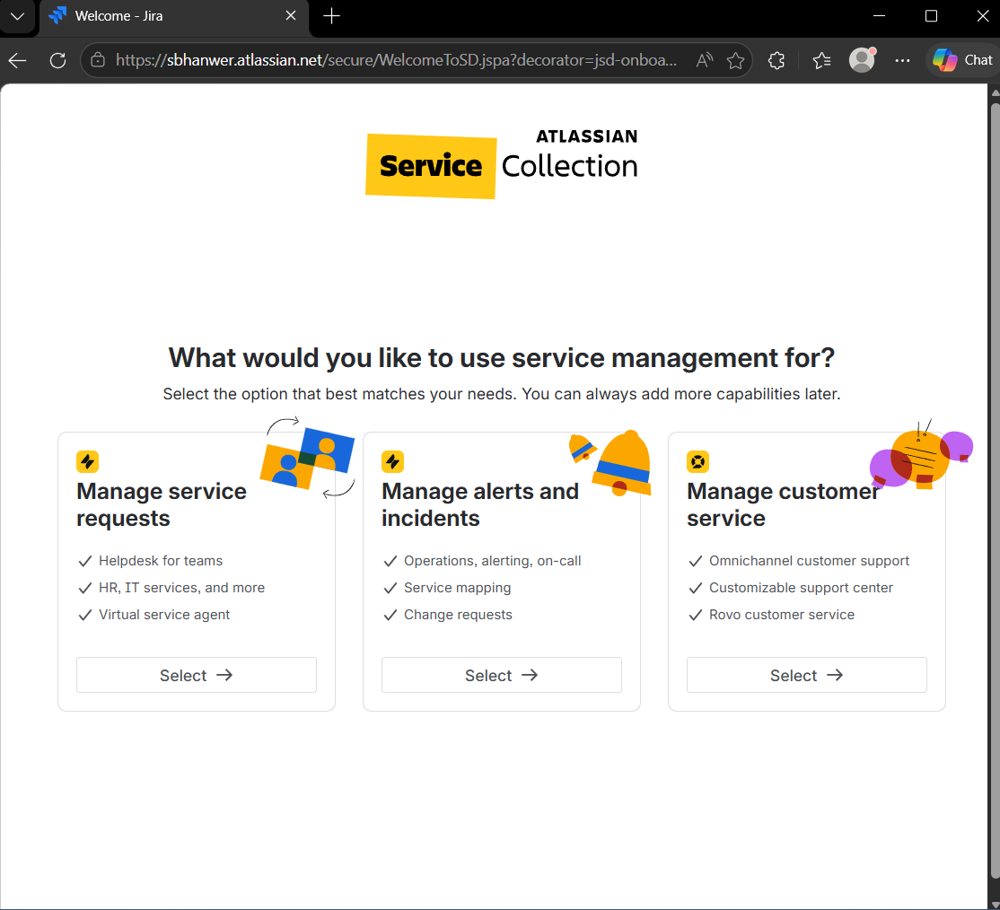 Welcome - Jira
https://sbhanwer.atlassian.net/secure/WelcomeToSD.jspa?decorator=jsd-onboa...
Chat
ATLASSIAN
Service Collection
What would you like to use service management for?
Select the option that best matches your needs. You can always add more capabilities later.
Manage service
requests
Helpdesk for teams
HR, IT services, and more
Virtual service agent
Select
Manage alerts and
incidents
Operations, alerting, on-call
Service mapping
Change requests
Select
Manage customer
service
Omnichannel customer support
Customizable support center
Rovo customer service
Select